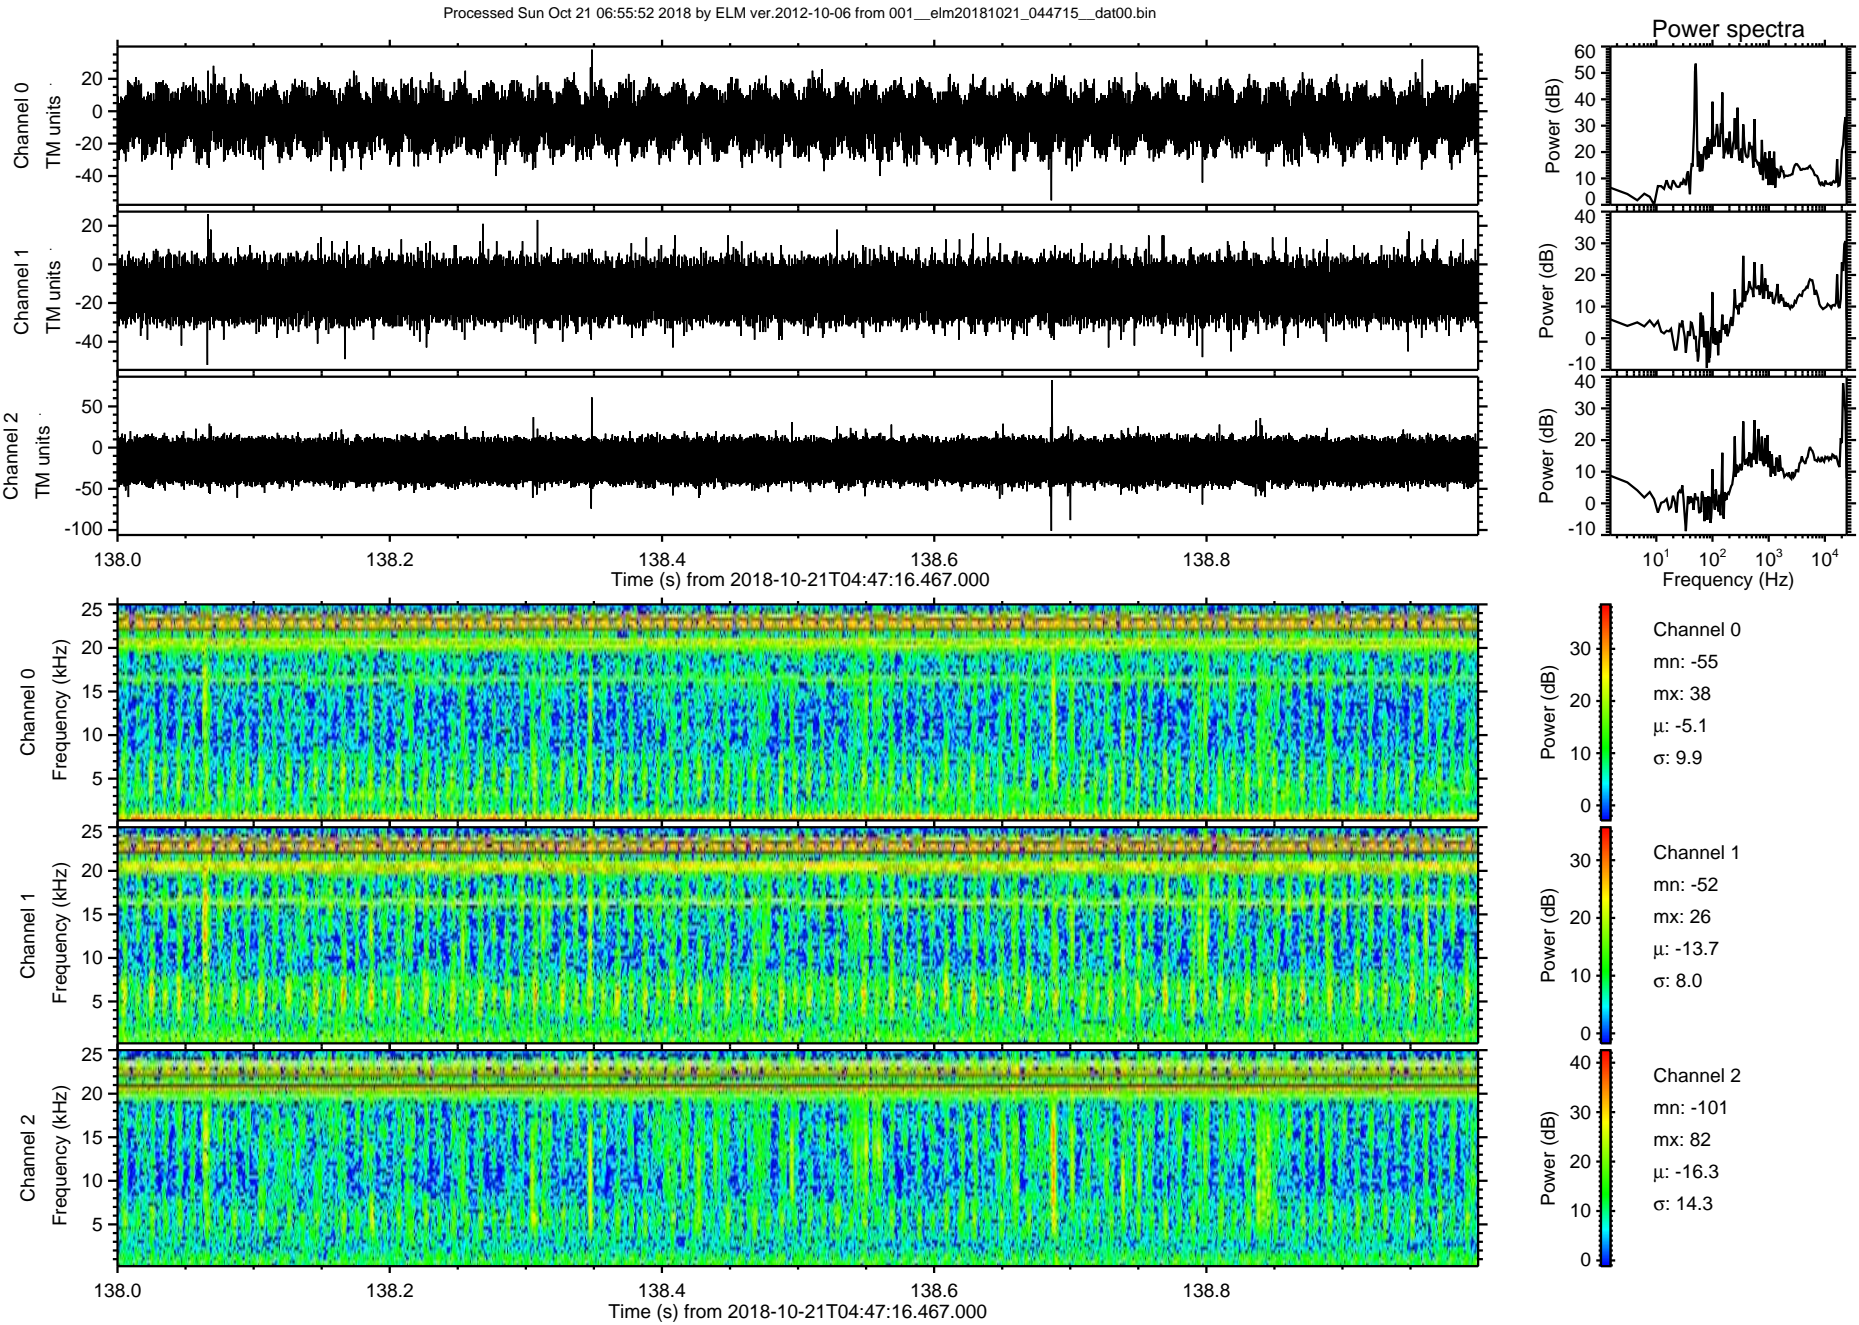 Processed Sun Oct 21 06:55:52 2018 by ELM ver.2012-10-06 from 001__elm20181021_044715__dat00.bin
Power spectra
Channel 0
TM units
20
0
-20
-40
Power (dB)
60
50
40
30
20
10
0
Channel 1
TM units
20
0
-20
-40
Power (dB)
40
30
20
10
0
-10
Channel 2
TM units
50
0
-50
-100
Power (dB)
40
30
20
10
0
-10
138.0 138.2 138.4 138.6 138.8
Time (s) from 2018-10-21T04:47:16.467.000
10¹ 10² 10³ 10⁴
Frequency (Hz)
Channel 0
Frequency (kHz)
25
20
15
10
5
Power (dB)
30
20
10
0
Channel 0
mn: -55
mx: 38
μ: -5.1
σ: 9.9
Channel 1
Frequency (kHz)
25
20
15
10
5
Power (dB)
30
20
10
0
Channel 1
mn: -52
mx: 26
μ: -13.7
σ: 8.0
Channel 2
Frequency (kHz)
25
20
15
10
5
Power (dB)
40
30
20
10
0
Channel 2
mn: -101
mx: 82
μ: -16.3
σ: 14.3
138.0 138.2 138.4 138.6 138.8
Time (s) from 2018-10-21T04:47:16.467.000